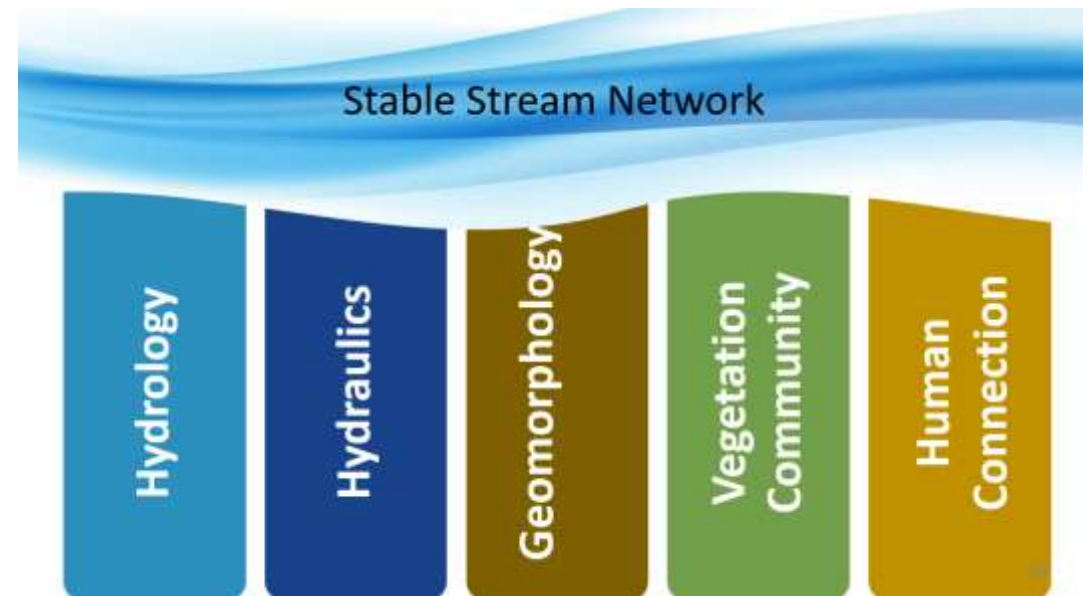 Stable Stream Network
Hydrology
Hydraulics
Geomorphology
Vegetation
Community
Human
Connection